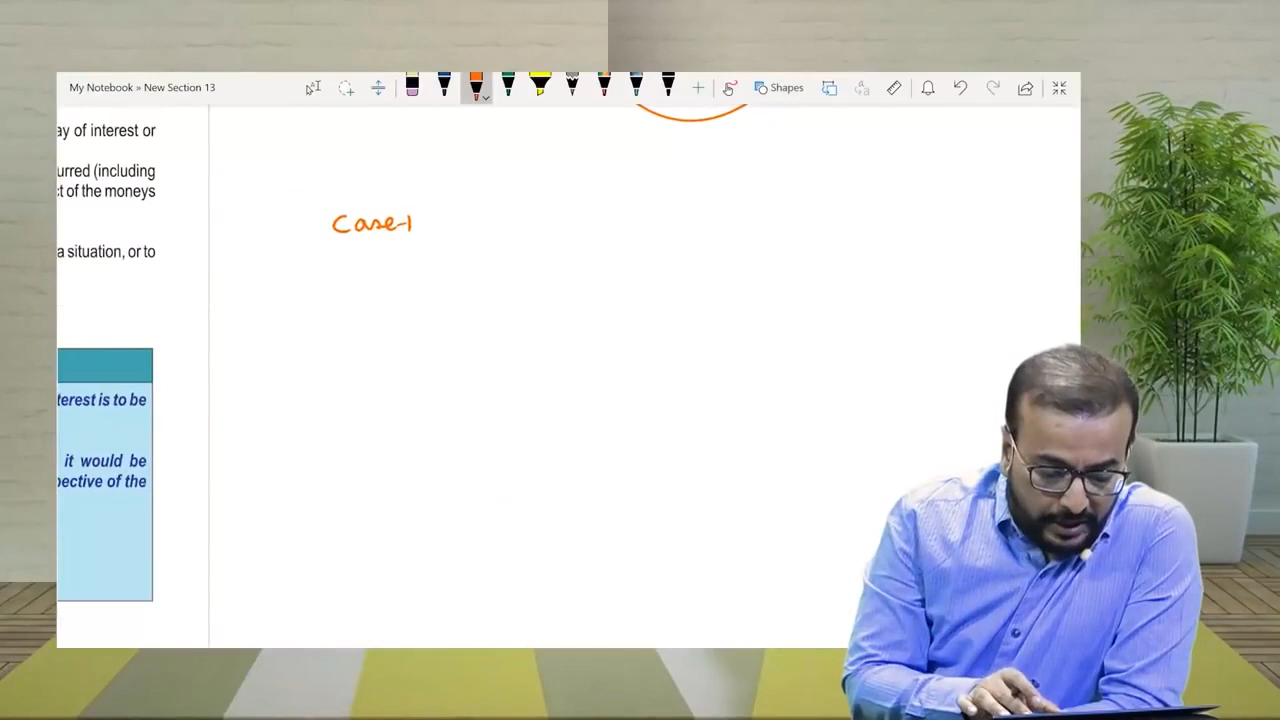 My Notebook » New Section 13
Shapes
ay of interest or
urred (including
ct of the moneys
a situation, or to
terest is to be
it would be
pective of the
Case-1